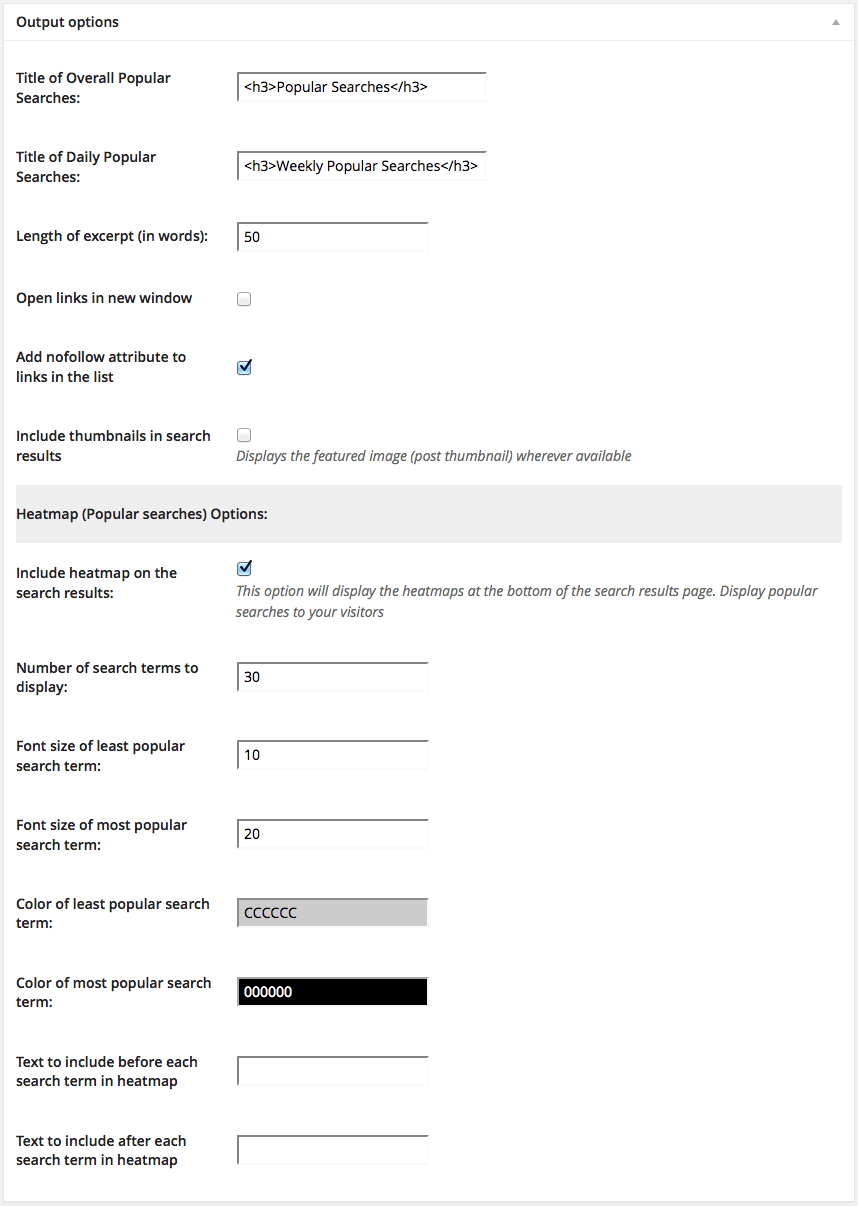 Output options
Title of Overall Popular
Searches:
<h3>Popular Searches</h3>
Title of Daily Popular
Searches:
<h3>Weekly Popular Searches</h3>
Length of excerpt (in words):
50
Open links in new window
Add nofollow attribute to
links in the list
Include thumbnails in search
results
Displays the featured image (post thumbnail) wherever available
Heatmap (Popular searches) Options:
Include heatmap on the
search results:
This option will display the heatmaps at the bottom of the search results page. Display popular
searches to your visitors
Number of search terms to
display:
30
Font size of least popular
search term:
10
Font size of most popular
search term:
20
Color of least popular search
term:
CCCCCC
Color of most popular search
term:
000000
Text to include before each
search term in heatmap
Text to include after each
search term in heatmap